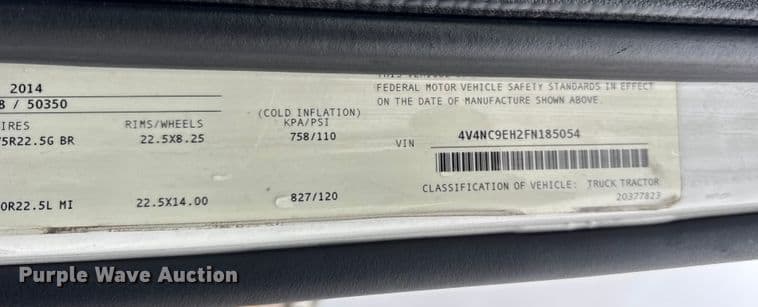 2014
8 / 50350
IRES RIMS/WHEELS (COLD INFLATION) KPA/PSI
5R22.5G BR 22.5X8.25 758/110
0R22.5L MI 22.5X14.00 827/120
THIS
FEDERAL MOTOR VEHICLE SAFETY STANDARDS IN EFFECT
ON THE DATE OF MANUFACTURE SHOWN ABOVE.
VIN 4V4NC9EH2FN185054
CLASSIFICATION OF VEHICLE: TRUCK TRACTOR
20377823
Purple Wave Auction